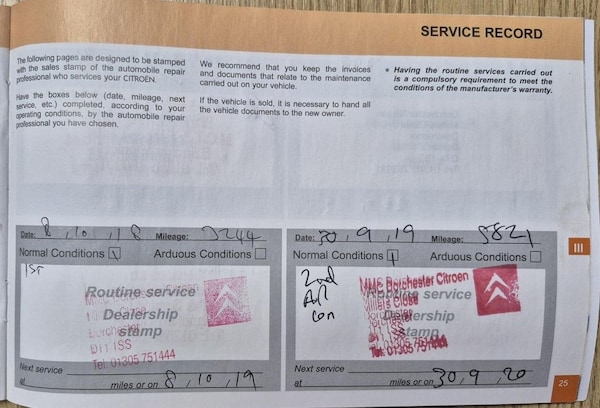 SERVICE RECORD
The following pages are designed to be stamped
with the sales stamp of the automobile repair
professional who services your CITROËN.
Have the boxes below (date, mileage, next
service, etc.) completed, according to your
operating conditions, by the automobile repair
professional you have chosen.
We recommend that you keep the invoices
and documents that relate to the maintenance
carried out on your vehicle.
If the vehicle is sold, it is necessary to hand all
the vehicle documents to the new owner.
* Having the routine services carried out
is a compulsory requirement to meet the
conditions of the manufacturer's warranty.
Date: 8, 10, 18 Mileage: 3244
Normal Conditions Arduous Conditions
1ST
Routine service
Dealership
stamp
Dorchester
DT1 1SS
Tel: 01305 751444
Next service
at miles or on 8, 10, 19
Date: 30, 9, 19 Mileage: 5821
Normal Conditions Arduous Conditions
2nd
Air
Con
Dorchester Citroen
Routine service
Millers Close
Dealership
Dorchester
stamp
Tel: 01305 751444
Next service
at miles or on 30, 9, 20
III
25